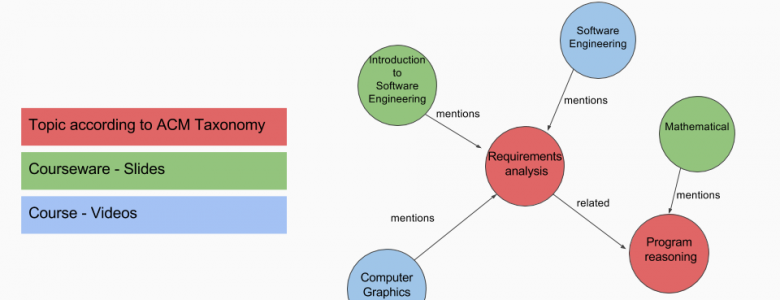 Topic according to ACM Taxonomy
Courseware - Slides
Course - Videos
Software
Engineering
Introduction
to
Software
Engineering
mentions
mentions
Mathematical
Requirements
analysis
mentions
related
mentions
Program
reasoning
Computer
Graphics